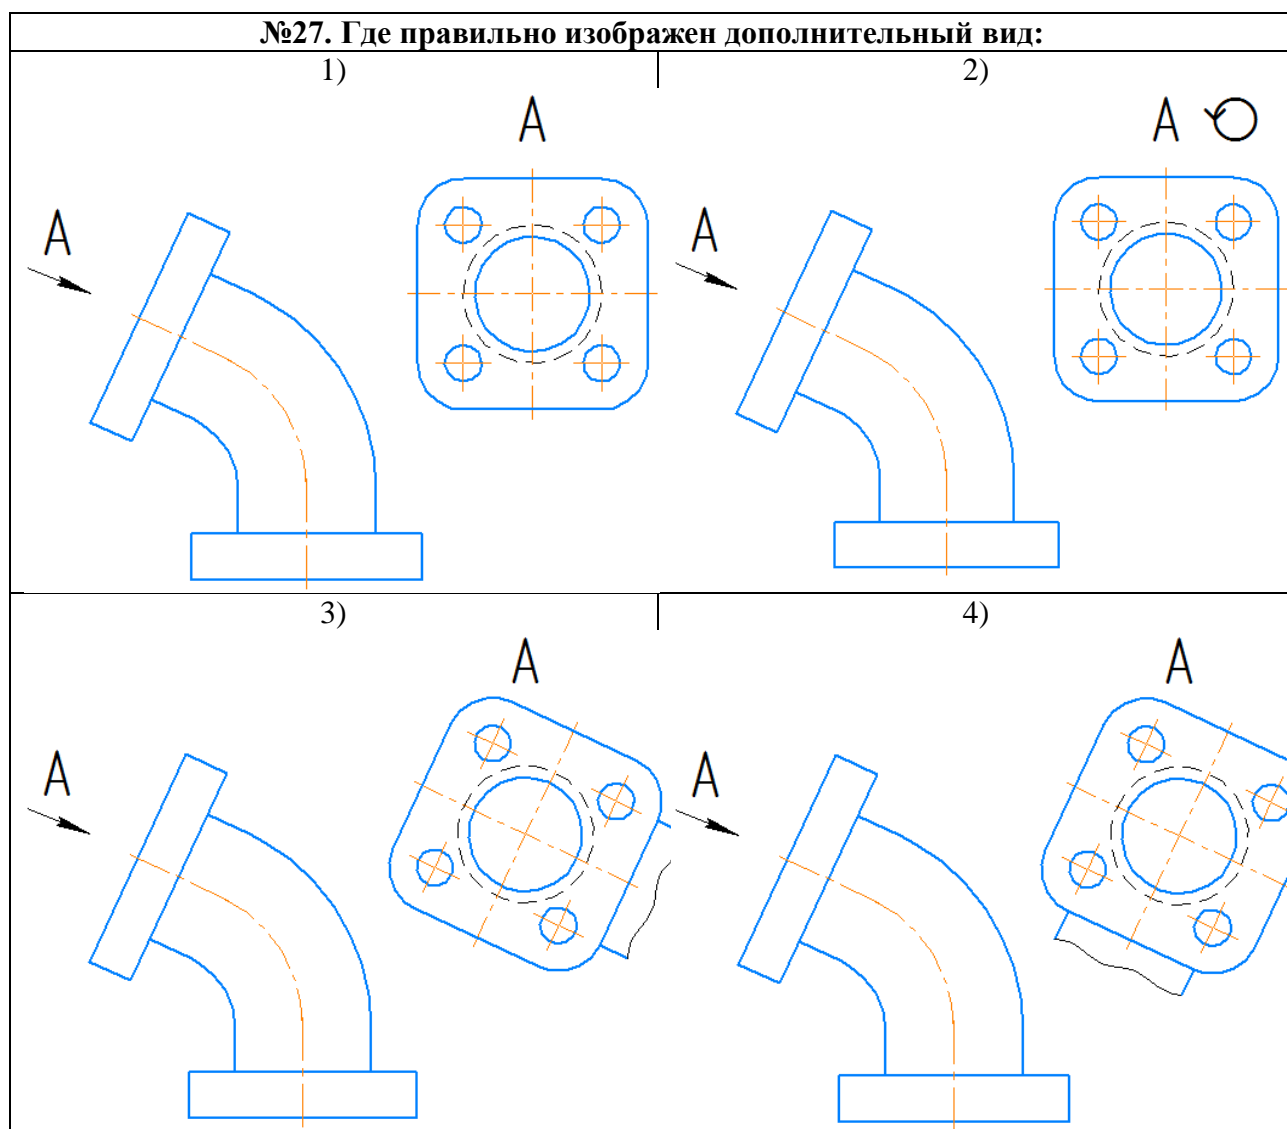 №27. Где правильно изображен дополнительный вид:
1)
2)
А
А
А
А
3)
4)
А
А
А
А